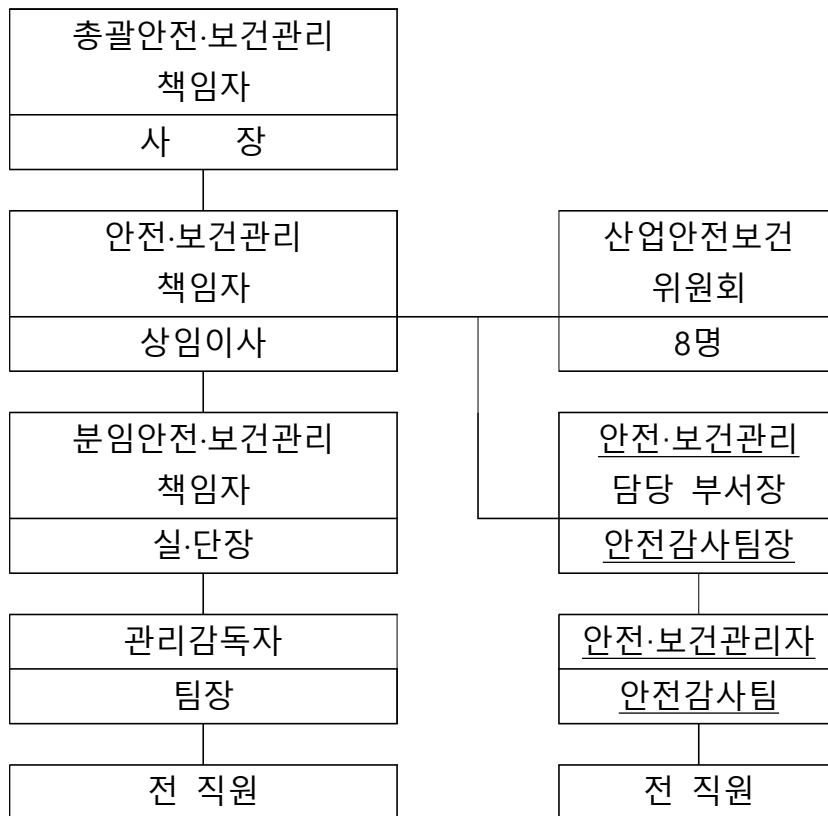 총괄안전·보건관리
책임자
사 장
안전·보건관리
책임자
상임이사
산업안전보건
위원회
8명
분임안전·보건관리
책임자
실·단장
안전·보건관리
담당 부서장
안전감사팀장
관리감독자
팀장
안전·보건관리자
안전감사팀
전 직원
전 직원